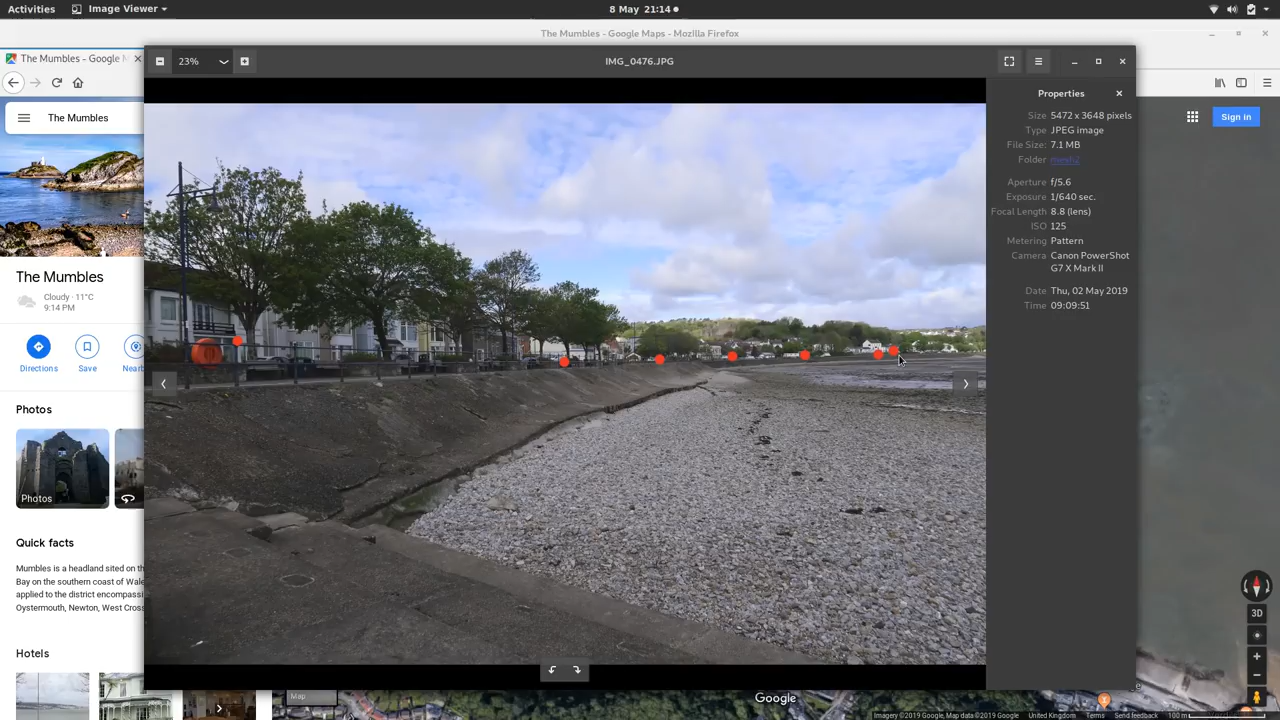 Activities
Image Viewer
8 May 21:14
The Mumbles - Google Maps - Mozilla Firefox
The Mumbles - Google M
23%
IMG_0476.JPG
Properties
The Mumbles
Sign in
Size 5472 x 3648 pixels
Type JPEG image
File Size: 7.1 MB
Folder
Aperture f/5.6
Exposure 1/640 sec.
Focal Length 8.8 (lens)
ISO 125
Metering Pattern
Camera Canon PowerShot
G7 X Mark II
Date Thu, 02 May 2019
Time 09:09:51
The Mumbles
Cloudy · 11°C
9:14 PM
Directions
Save
Nearb
Photos
Photos
Quick facts
Mumbles is a headland sited on th
Bay on the southern coast of Wale
applied to the district encompassi
Oystermouth, Newton, West Cross
Hotels
3D
Map
Google
Imagery ©2019 Google, Map data ©2019 Google
United Kingdom
Terms
Send feedback
100 m